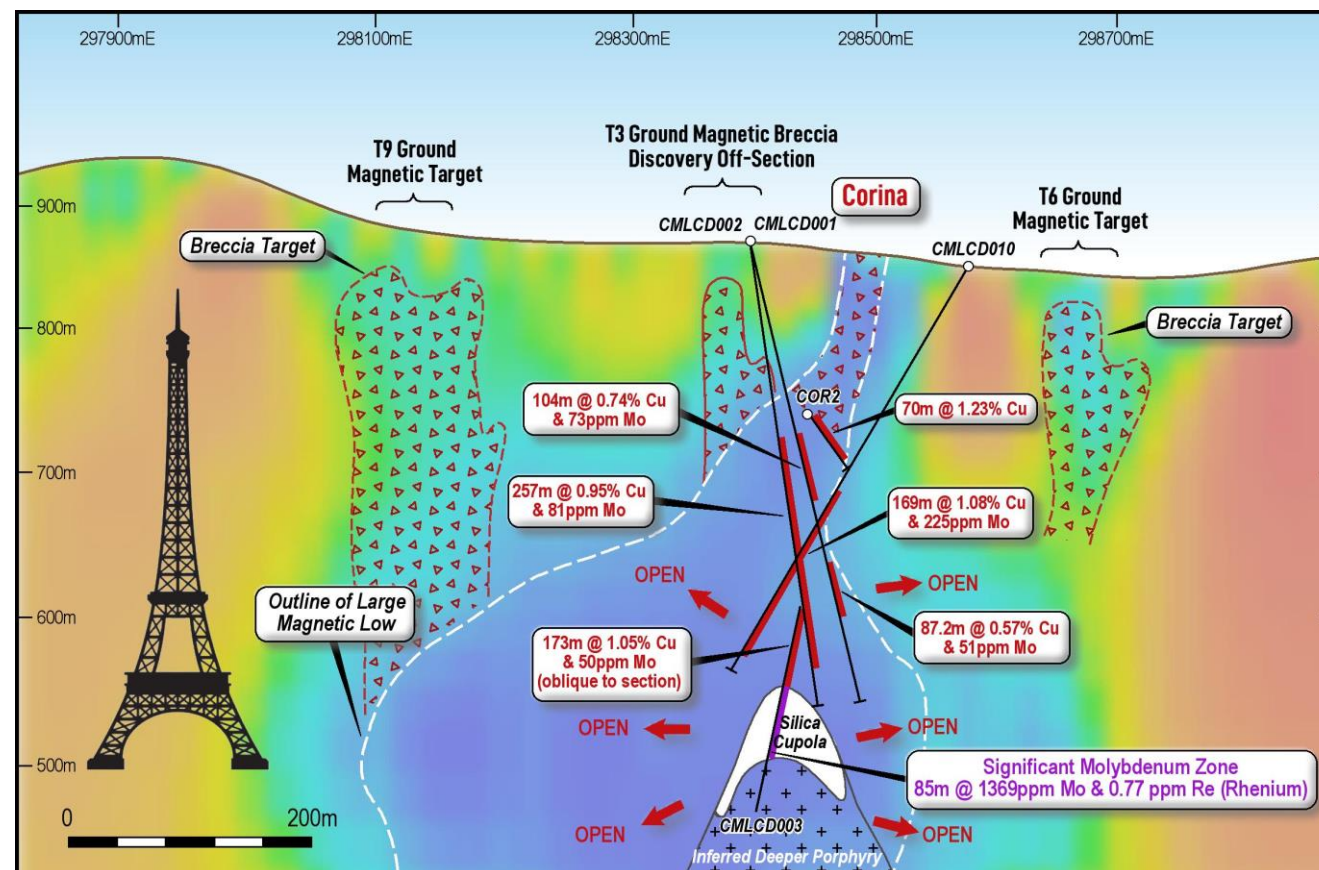 297900mE
298100mE
298300mE
298500mE
298700mE
T9 Ground
Magnetic Target
T3 Ground Magnetic Breccia
Discovery Off-Section
Corina
T6 Ground
Magnetic Target
CMLCD002
CMLCD001
CMLCD010
900m
800m
700m
600m
500m
Breccia Target
Breccia Target
COR2
104m @ 0.74% Cu
& 73ppm Mo
70m @ 1.23% Cu
257m @ 0.95% Cu
& 81ppm Mo
169m @ 1.08% Cu
& 225ppm Mo
OPEN
OPEN
Outline of Large
Magnetic Low
173m @ 1.05% Cu
& 50ppm Mo
(oblique to section)
87.2m @ 0.57% Cu
& 51ppm Mo
OPEN
Silica
Cupola
OPEN
Significant Molybdenum Zone
85m @ 1369ppm Mo & 0.77 ppm Re (Rhenium)
0
200m
OPEN
CMLCD003
OPEN
Inferred Deeper Porphyry